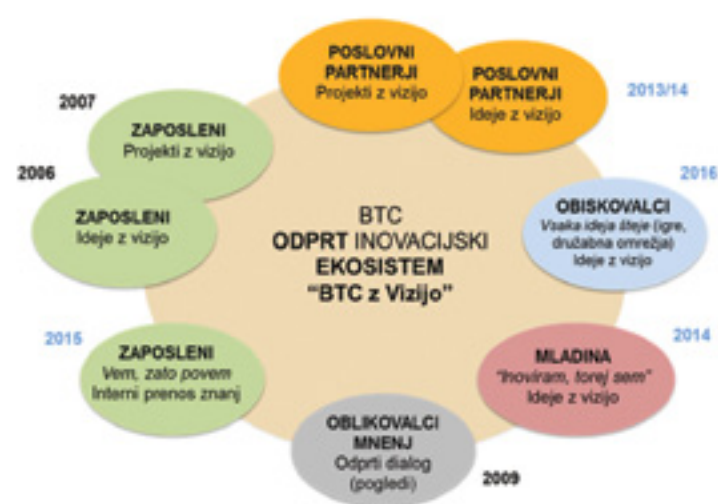 POSLOVNI
PARTNERJI
Projekti z vizijo
POSLOVNI
PARTNERJI
Ideje z vizijo
2013/14
2007
ZAPOSLENI
Projekti z vizijo
2006
ZAPOSLENI
Ideje z vizijo
2016
OBISKOVALCI
Vsaka ideja šteje (igre,
družabna omrežja)
Ideje z vizijo
BTC
ODPRT INOVACIJSKI
EKOSISTEM
“BTC z Vizijo”
2015
ZAPOSLENI
Vem, zato povem
Interni prenos znanj
2014
MLADINA
“Inoviram, torej sem”
Ideje z vizijo
OBLIKOVALCI
MNENJ
Odprti dialog
(pogledi)
2009